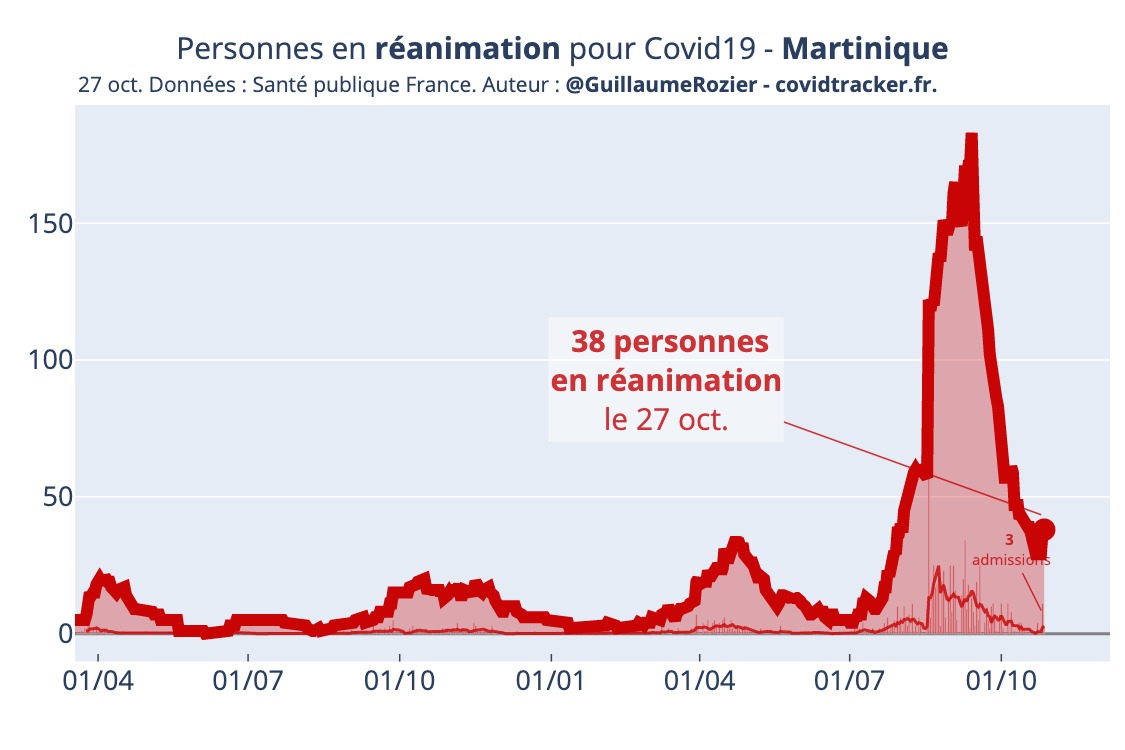 Personnes en réanimation pour Covid19 - Martinique
27 oct. Données : Santé publique France. Auteur : @GuillaumeRozier - covidtracker.fr.
150
100
50
0
38 personnes
en réanimation
le 27 oct.
3
admissions
01/04
01/07
01/10
01/01
01/04
01/07
01/10